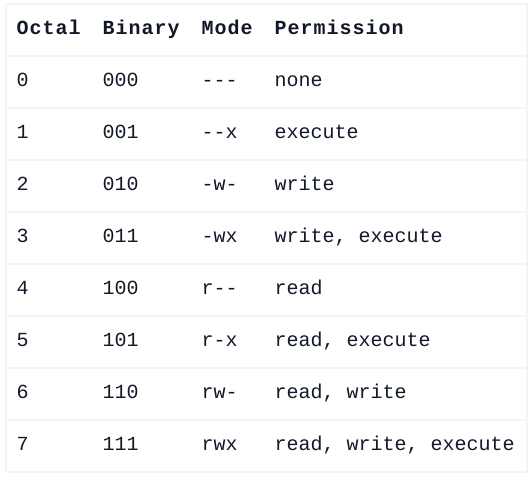 Octal Binary Mode Permission
0 000 --- none
1 001 --x execute
2 010 -w- write
3 011 -wx write, execute
4 100 r-- read
5 101 r-x read, execute
6 110 rw- read, write
7 111 rwx read, write, execute